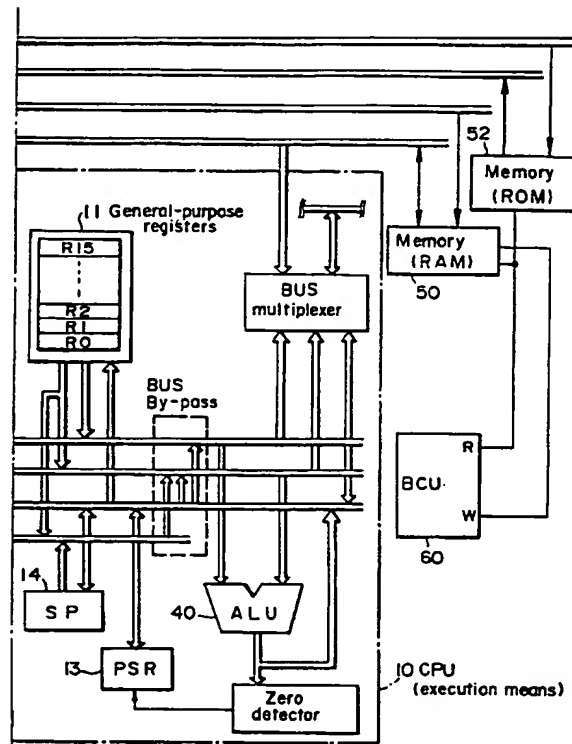 52
Memory
(ROM)
11 General-purpose
registers
R15
R2
R1
R0
BUS
multiplexer
Memory
(RAM)
50
BUS
By-pass
BCU.
R
W
60
14
SP
40
ALU
13
PSR
Zero
detector
10 CPU
(execution means)